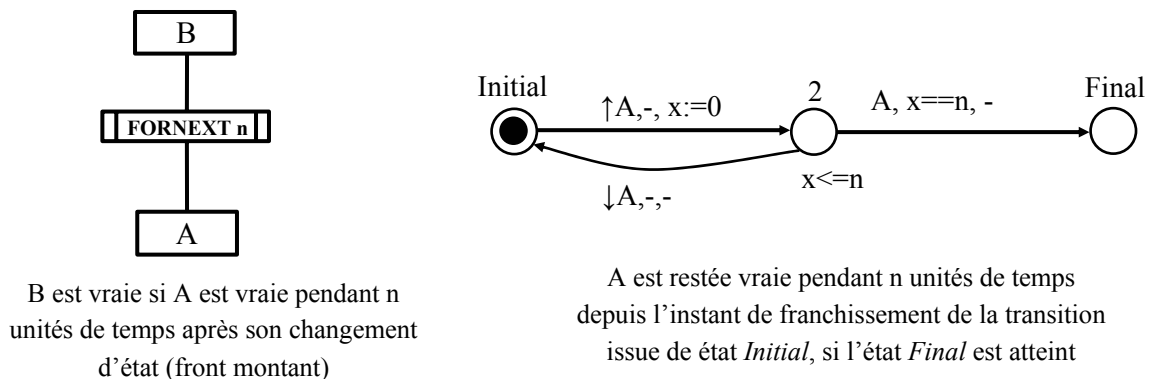 B
FORNEXT n
A
B est vraie si A est vraie pendant n
unités de temps après son changement
d'état (front montant)
Initial
↑A,-, x:=0
2
A, x==n, -
Final
x<=n
↓A,-,-
A est restée vraie pendant n unités de temps
depuis l'instant de franchissement de la transition
issue de état Initial, si l'état Final est atteint